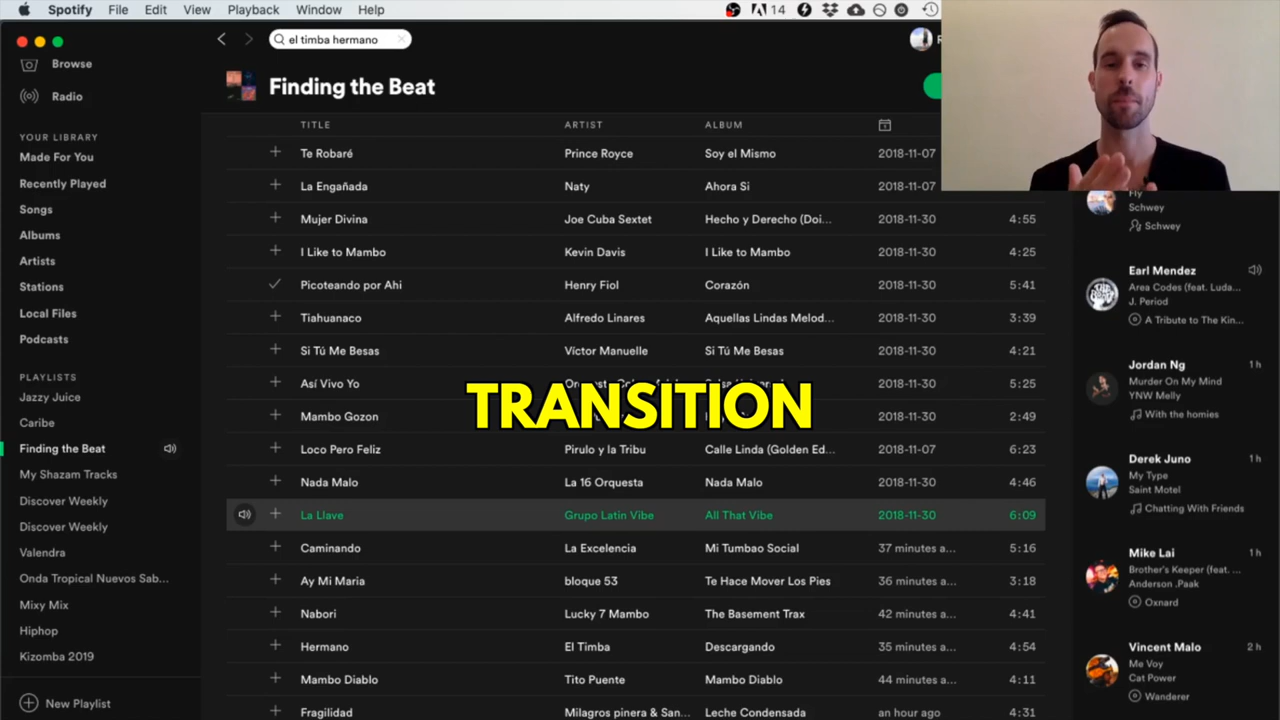 Spotify File Edit View Playback Window Help 14
el timba hermano
Finding the Beat
Browse
Radio
YOUR LIBRARY
Made For You
Recently Played
Songs
Albums
Artists
Stations
Local Files
Podcasts
PLAYLISTS
Jazzy Juice
Caribe
Finding the Beat
My Shazam Tracks
Discover Weekly
Discover Weekly
Valendra
Onda Tropical Nuevos Sab...
Mixy Mix
Hiphop
Kizomba 2019
New Playlist
TITLE ARTIST ALBUM
Te Robaré Prince Royce Soy el Mismo 2018-11-07
La Engañada Naty Ahora Si 2018-11-07
Mujer Divina Joe Cuba Sextet Hecho y Derecho (Doi... 2018-11-30 4:55
I Like to Mambo Kevin Davis I Like to Mambo 2018-11-30 4:25
Picoteando por Ahi Henry Fiol Corazón 2018-11-30 5:41
Tiahuanaco Alfredo Linares Aquellas Lindas Melod... 2018-11-30 3:39
Si Tú Me Besas Víctor Manuelle Si Tú Me Besas 2018-11-30 4:21
Así Vivo Yo 2018-11-30 5:25
TRANSITION
Mambo Gozon 2018-11-30 2:49
Loco Pero Feliz Pirulo y la Tribu Calle Linda (Golden Ed... 2018-11-07 6:23
Nada Malo La 16 Orquesta Nada Malo 2018-11-30 4:46
La Llave Grupo Latin Vibe All That Vibe 2018-11-30 6:09
Caminando La Excelencia Mi Tumbao Social 37 minutes a... 5:16
Ay Mi Maria bloque 53 Te Hace Mover Los Pies 36 minutes a... 3:18
Nabori Lucky 7 Mambo The Basement Trax 42 minutes a... 4:41
Hermano El Timba Descargando 35 minutes a... 4:54
Mambo Diablo Tito Puente Mambo Diablo 44 minutes a... 4:11
Fragilidad Milagros pinera & San... Leche Condensada an hour ago 4:31
Fly
Schwey
Schwey
Earl Mendez
Area Codes (feat. Luda...
J. Period
A Tribute to The Kin...
Jordan Ng 1 h
Murder On My Mind
YNW Melly
With the homies
Derek Juno 1 h
My Type
Saint Motel
Chatting With Friends
Mike Lai 1 h
Brother's Keeper (feat. ...
Anderson .Paak
Oxnard
Vincent Malo 2 h
Me Voy
Cat Power
Wanderer